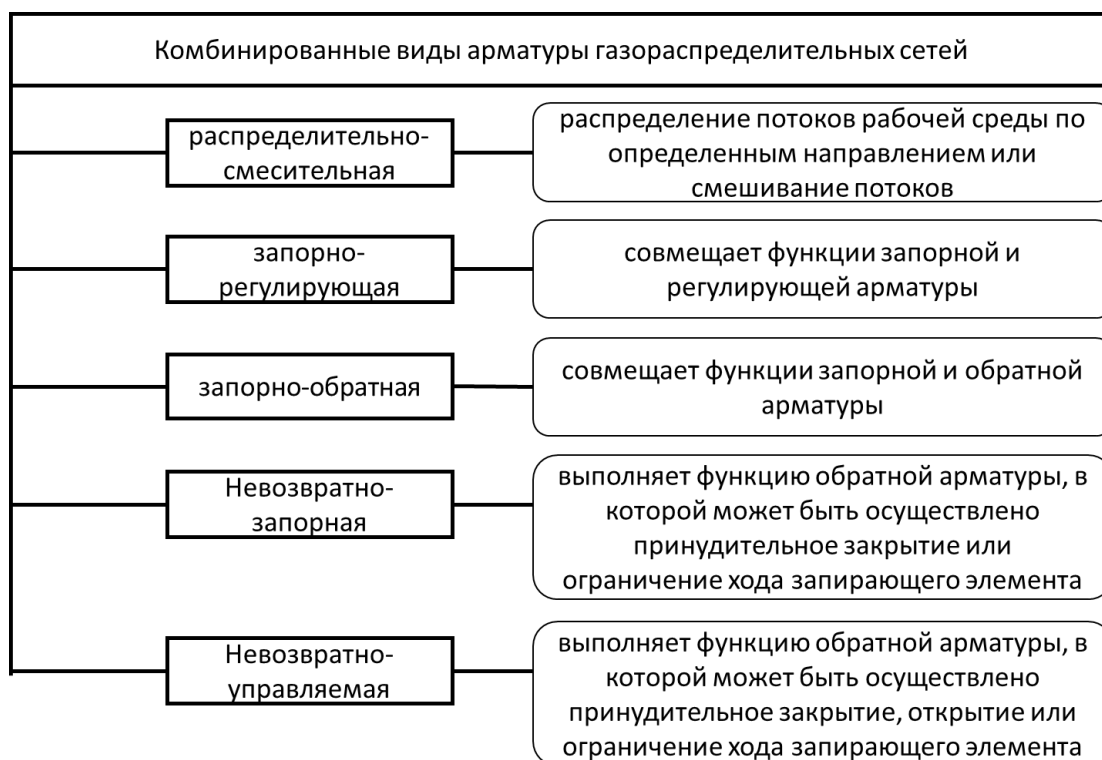 Комбинированные виды арматуры газораспределительных сетей
распределительно-
смесительная
распределение потоков рабочей среды по
определенным направлением или
смешивание потоков
запорно-
регулирующая
совмещает функции запорной и
регулирующей арматуры
запорно-обратная
совмещает функции запорной и обратной
арматуры
Невозвратно-
запорная
выполняет функцию обратной арматуры, в
которой может быть осуществлено
принудительное закрытие или
ограничение хода запирающего элемента
Невозвратно-
управляемая
выполняет функцию обратной арматуры, в
которой может быть осуществлено
принудительное закрытие, открытие или
ограничение хода запирающего элемента